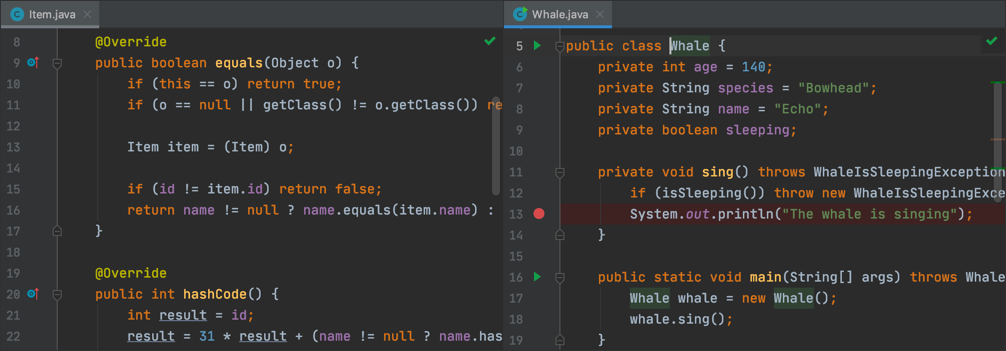 Item.java
8 @Override
9 public boolean equals(Object o) {
10 if (this == o) return true;
11 if (o == null || getClass() != o.getClass()) re
12
13 Item item = (Item) o;
14
15 if (id != item.id) return false;
16 return name != null ? name.equals(item.name) :
17 }
18
19 @Override
20 public int hashCode() {
21 int result = id;
22 result = 31 * result + (name != null ? name.has
Whale.java
5 public class Whale {
6 private int age = 140;
7 private String species = "Bowhead";
8 private String name = "Echo";
9 private boolean sleeping;
10
11 private void sing() throws WhaleIsSleepingException
12 if (isSleeping()) throw new WhaleIsSleepingExce
13 System.out.println("The whale is singing");
14 }
15
16 public static void main(String[] args) throws Whale
17 Whale whale = new Whale();
18 whale.sing();
19 }